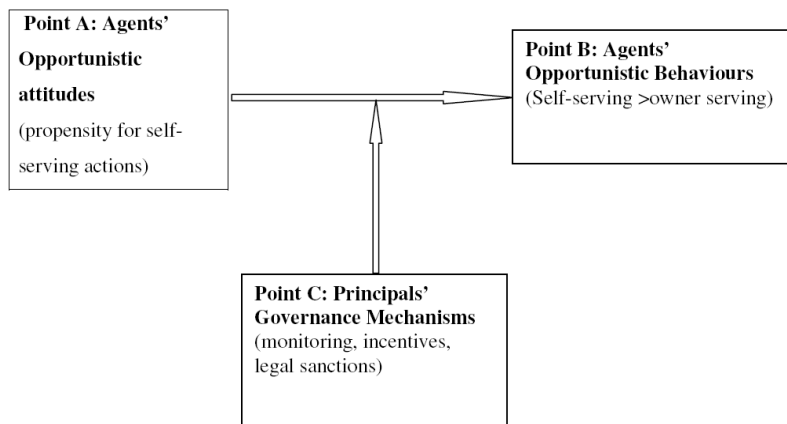 Point A: Agents'
Opportunistic
attitudes
(propensity for self-
serving actions)
Point B: Agents'
Opportunistic Behaviours
(Self-serving >owner serving)
Point C: Principals'
Governance Mechanisms
(monitoring, incentives,
legal sanctions)